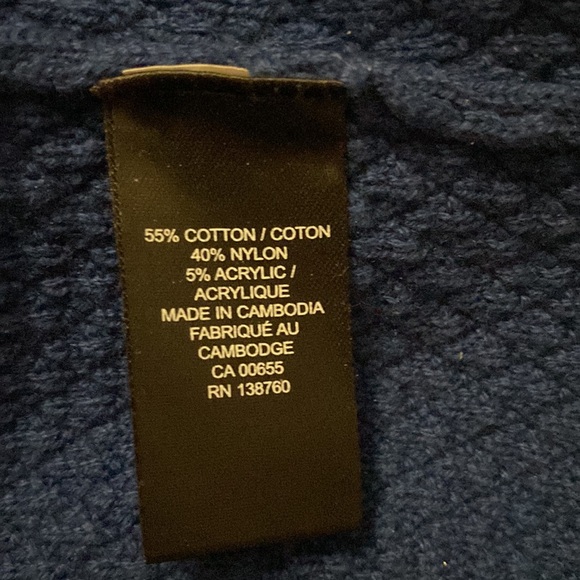 55% COTTON / COTON
40% NYLON
5% ACRYLIC /
ACRYLIQUE
MADE IN CAMBODIA
FABRIQUÉ AU
CAMBODGE
CA 00655
RN 138760